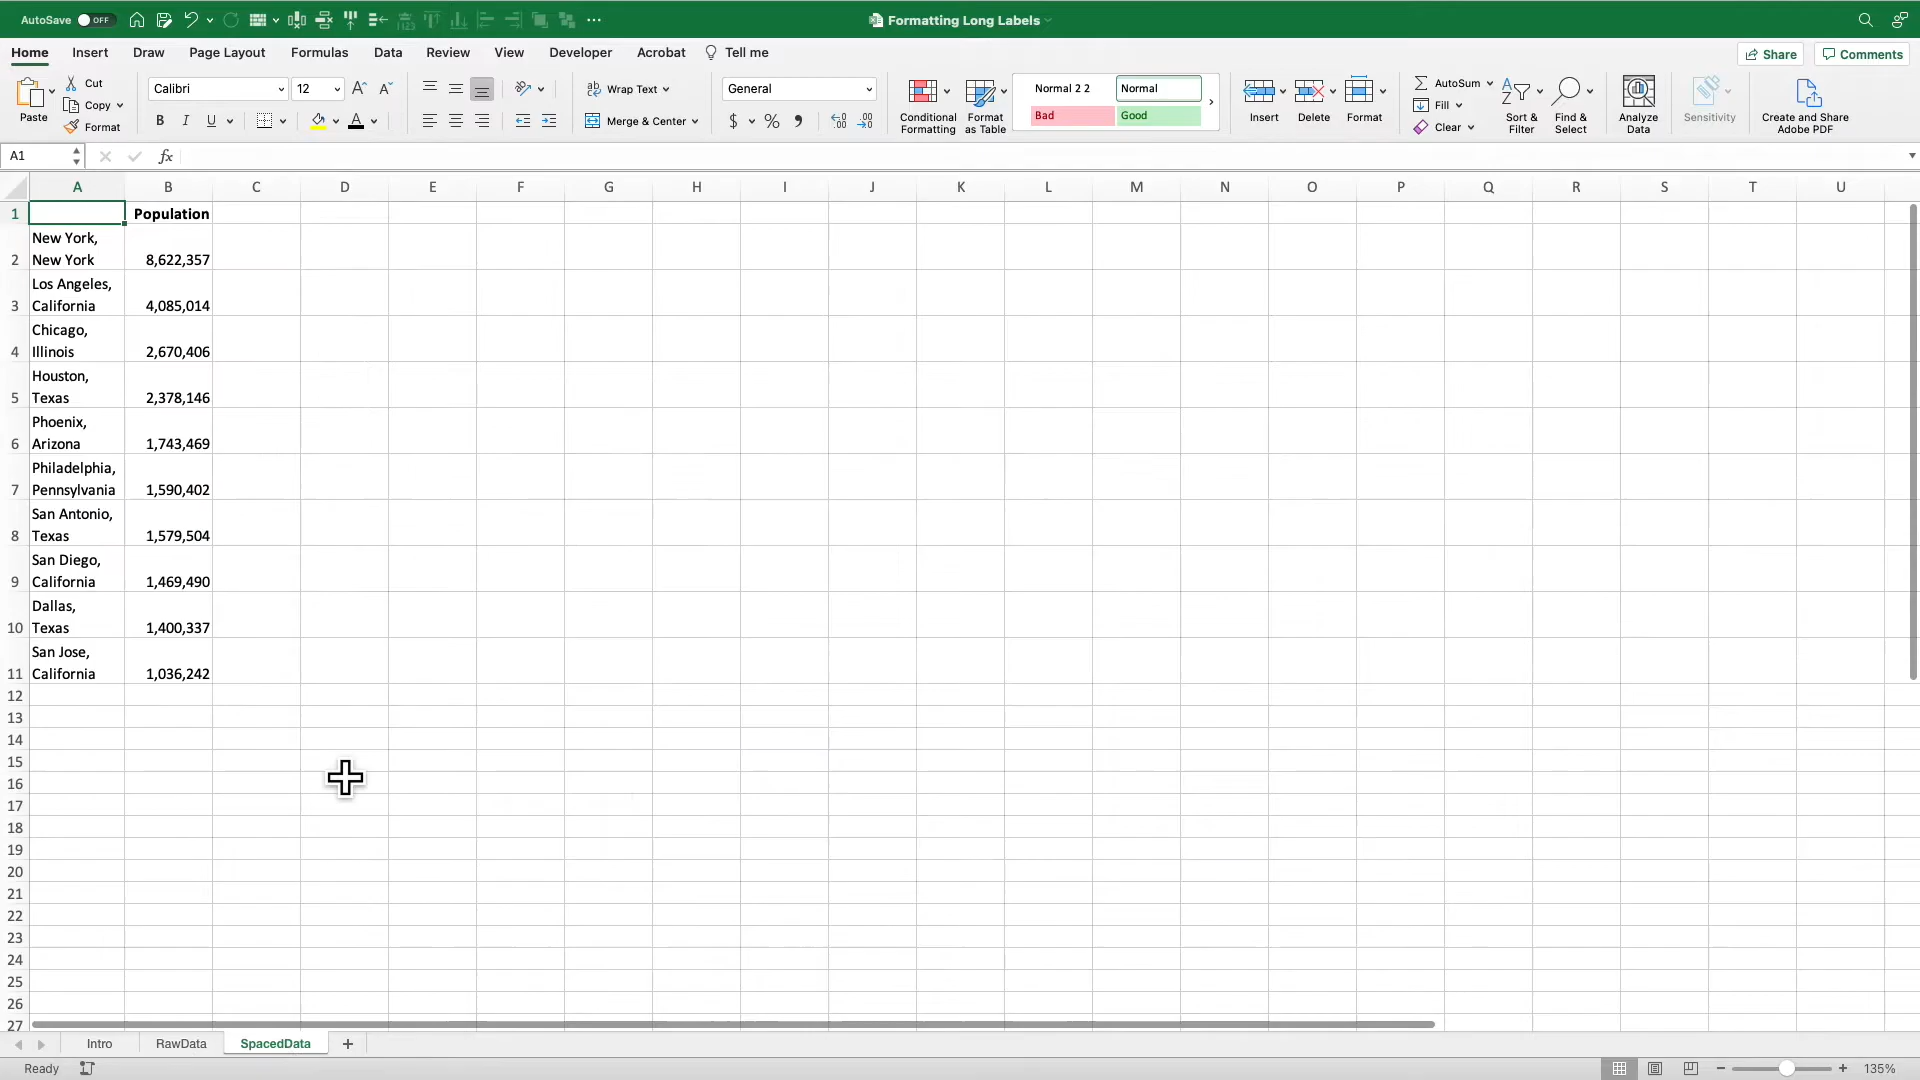 AutoSave OFF
Formatting Long Labels
Home Insert Draw Page Layout Formulas Data Review View Developer Acrobat Tell me
Share Comments
Paste
Cut
Copy
Format
Calibri 12
B I U
Wrap Text
Merge & Center
General
$ % 9
Conditional Formatting
Format as Table
Normal 2 2 Normal
Bad Good
Insert Delete Format
AutoSum
Fill
Clear
Sort & Filter
Find & Select
Analyze Data
Sensitivity
Create and Share Adobe PDF
A1 fx
A B C D E F G H I J K L M N O P Q R S T U
1 Population
New York,
2 New York 8,622,357
Los Angeles,
3 California 4,085,014
Chicago,
4 Illinois 2,670,406
Houston,
5 Texas 2,378,146
Phoenix,
6 Arizona 1,743,469
Philadelphia,
7 Pennsylvania 1,590,402
San Antonio,
8 Texas 1,579,504
San Diego,
9 California 1,469,490
Dallas,
10 Texas 1,400,337
San Jose,
11 California 1,036,242
12
13
14
15
16
17
18
19
20
21
22
23
24
25
26
27
Intro RawData SpacedData +
Ready
135%